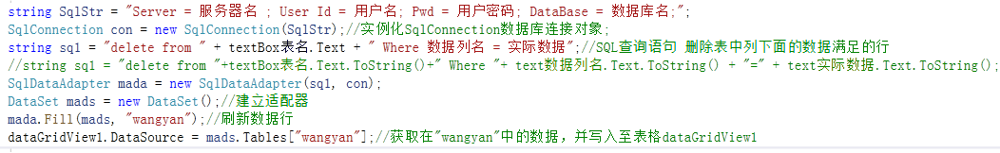 string SqlStr = "Server = 服务器名 ; User Id = 用户名; Pwd = 用户密码; DataBase = 数据库名;";
SqlConnection con = new SqlConnection(SqlStr);//实例化SqlConnection数据库连接对象;
string sq1 = "delete from " + textBox表名.Text + " Where 数据列名 = 实际数据";//SQL查询语句 删除表中列下面的数据满足的行
//string sq1 = "delete from "+textBox表名.Text.ToString()+" Where "+ text数据列名.Text.ToString() + "=" + text实际数据.Text.ToString();
SqlDataAdapter mada = new SqlDataAdapter(sq1, con);
DataSet mads = new DataSet();//建立适配器
mada.Fill(mads, "wangyan");//刷新数据行
dataGridView1.DataSource = mads.Tables["wangyan"];//获取在"wangyan"中的数据，并写入至表格dataGridView1